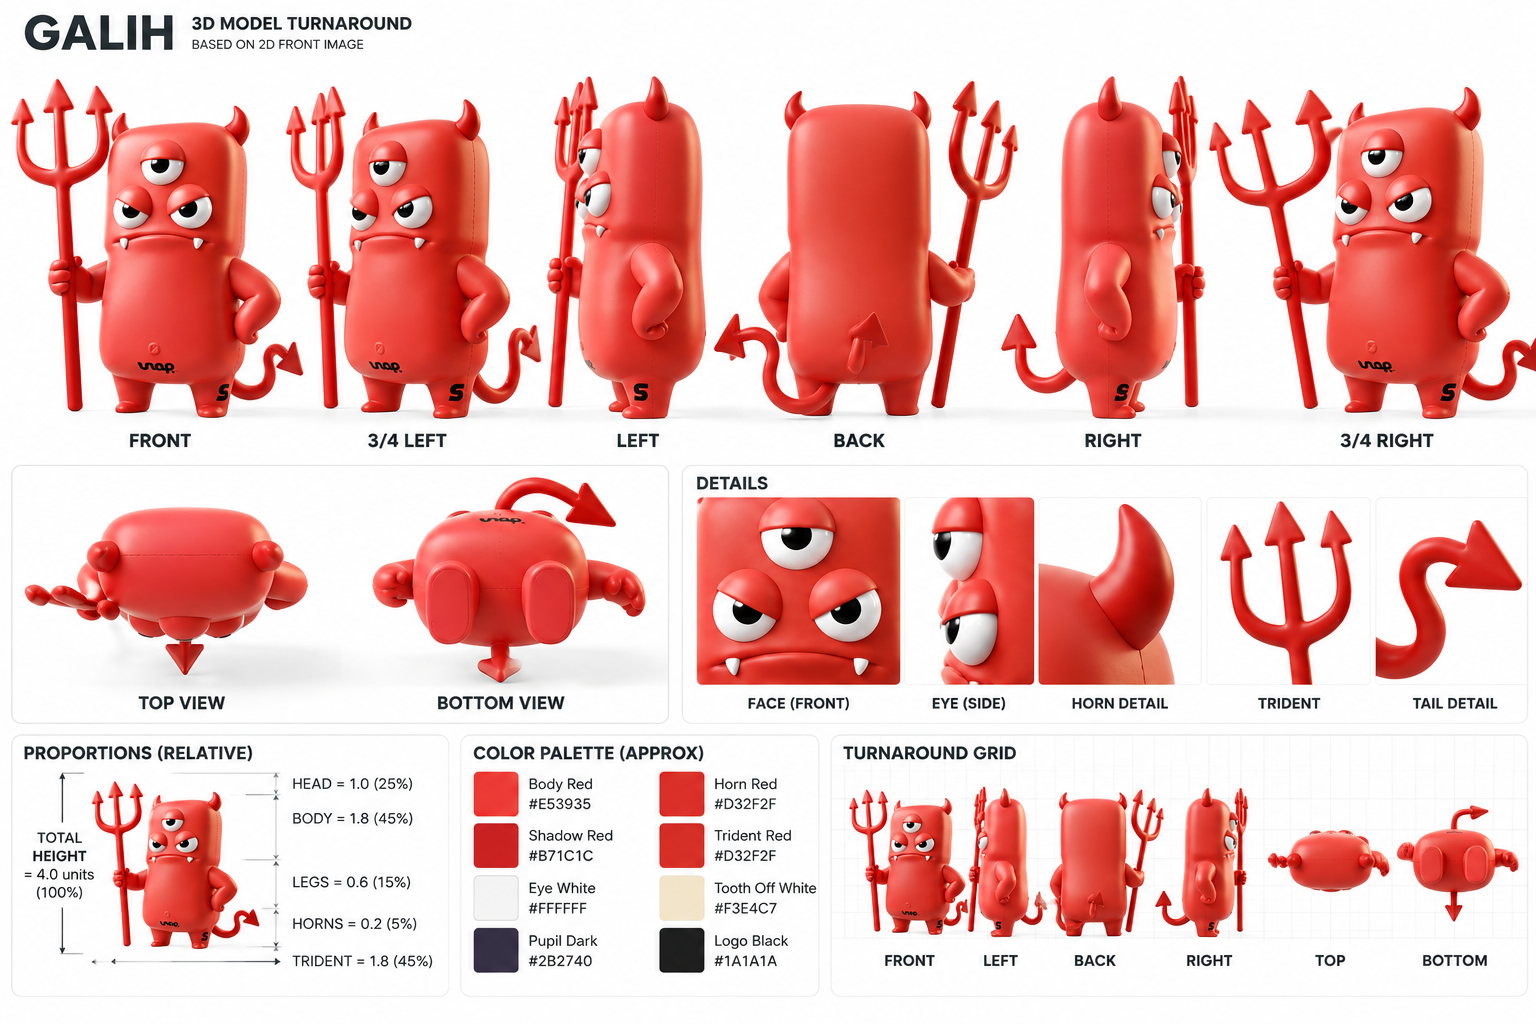 GALIH
3D MODEL TURNAROUND
BASED ON 2D FRONT IMAGE
S
S
S
S
S
FRONT
3/4 LEFT
LEFT
BACK
RIGHT
3/4 RIGHT
TOP VIEW
BOTTOM VIEW
DETAILS
FACE (FRONT)
EYE (SIDE)
HORN DETAIL
TRIDENT
TAIL DETAIL
PROPORTIONS (RELATIVE)
TOTAL
HEIGHT
= 4.0 units
(100%)
HEAD = 1.0 (25%)
BODY = 1.8 (45%)
LEGS = 0.6 (15%)
HORNS = 0.2 (5%)
TRIDENT = 1.8 (45%)
S
COLOR PALETTE (APPROX)
Body Red
#E53935
Shadow Red
#B71C1C
Eye White
#FFFFFF
Pupil Dark
#2B2740
Horn Red
#D32F2F
Trident Red
#D32F2F
Tooth Off White
#F3E4C7
Logo Black
#1A1A1A
TURNAROUND GRID
S
S
S
FRONT
LEFT
BACK
RIGHT
TOP
BOTTOM